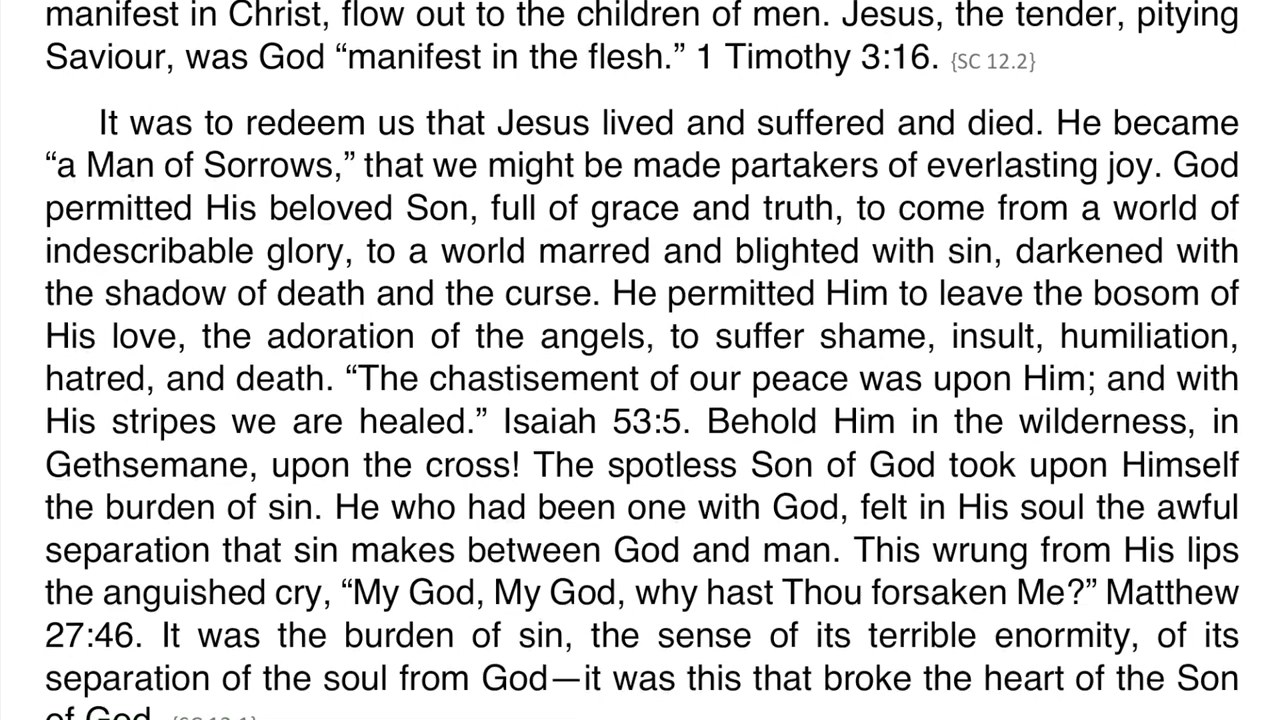 manifest in Christ, flow out to the children of men. Jesus, the tender, pitying
Saviour, was God “manifest in the flesh.” 1 Timothy 3:16. {SC 12.2}
It was to redeem us that Jesus lived and suffered and died. He became
“a Man of Sorrows,” that we might be made partakers of everlasting joy. God
permitted His beloved Son, full of grace and truth, to come from a world of
indescribable glory, to a world marred and blighted with sin, darkened with
the shadow of death and the curse. He permitted Him to leave the bosom of
His love, the adoration of the angels, to suffer shame, insult, humiliation,
hatred, and death. “The chastisement of our peace was upon Him; and with
His stripes we are healed.” Isaiah 53:5. Behold Him in the wilderness, in
Gethsemane, upon the cross! The spotless Son of God took upon Himself
the burden of sin. He who had been one with God, felt in His soul the awful
separation that sin makes between God and man. This wrung from His lips
the anguished cry, “My God, My God, why hast Thou forsaken Me?” Matthew
27:46. It was the burden of sin, the sense of its terrible enormity, of its
separation of the soul from God—it was this that broke the heart of the Son
of God.